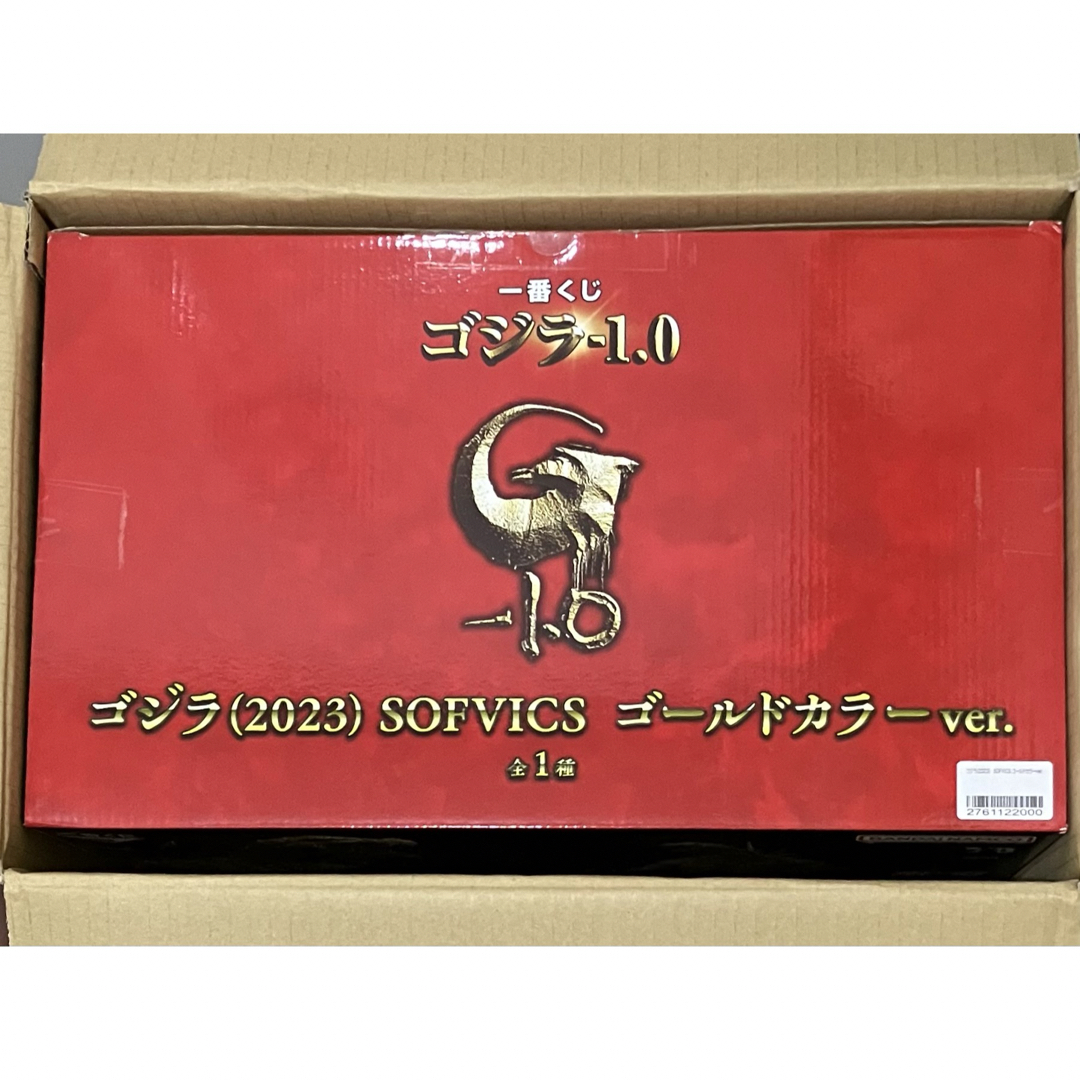 一番くじ
ゴジラ-1.0
-1.0
ゴジラ(2023) SOFVICS ゴールドカラーver.
全1種
2761122000